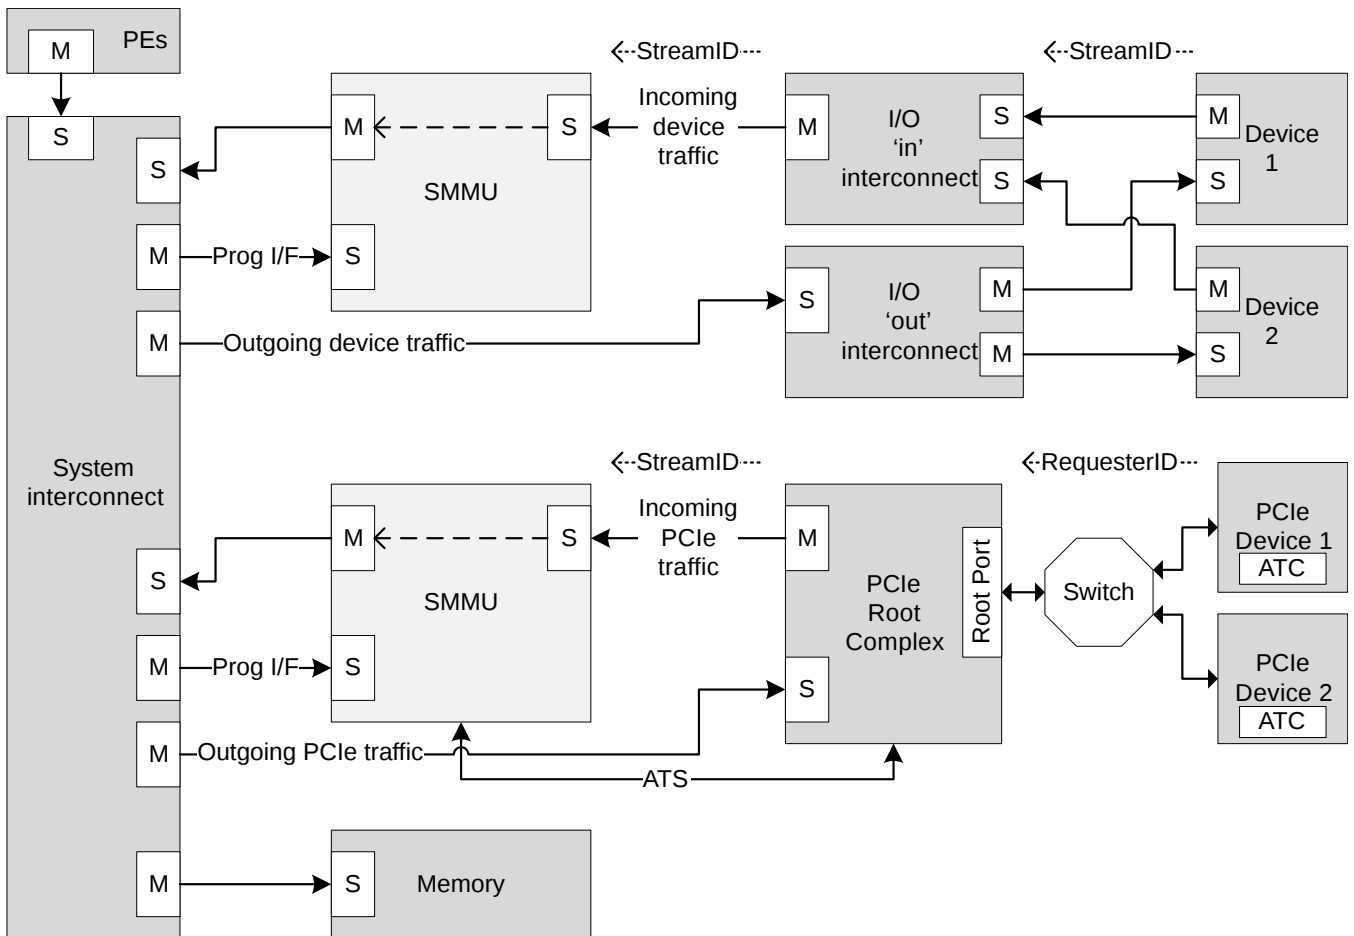 PEs
M
S
System
interconnect
S
M
M
S
M
M
M
Prog I/F
Outgoing device traffic
M
S
SMMU
S
StreamID
Incoming
device
traffic
M
I/O
‘in’
interconnect
S
S
StreamID
M
S
Device
1
S
I/O
‘out’
interconnect
M
M
M
S
Device
2
StreamID
Incoming
PCIe
traffic
M
S
SMMU
S
Prog I/F
Outgoing PCIe traffic
ATS
M
S
PCIe
Root
Complex
Root Port
Switch
RequesterID
PCIe
Device 1
ATC
PCIe
Device 2
ATC
S
Memory